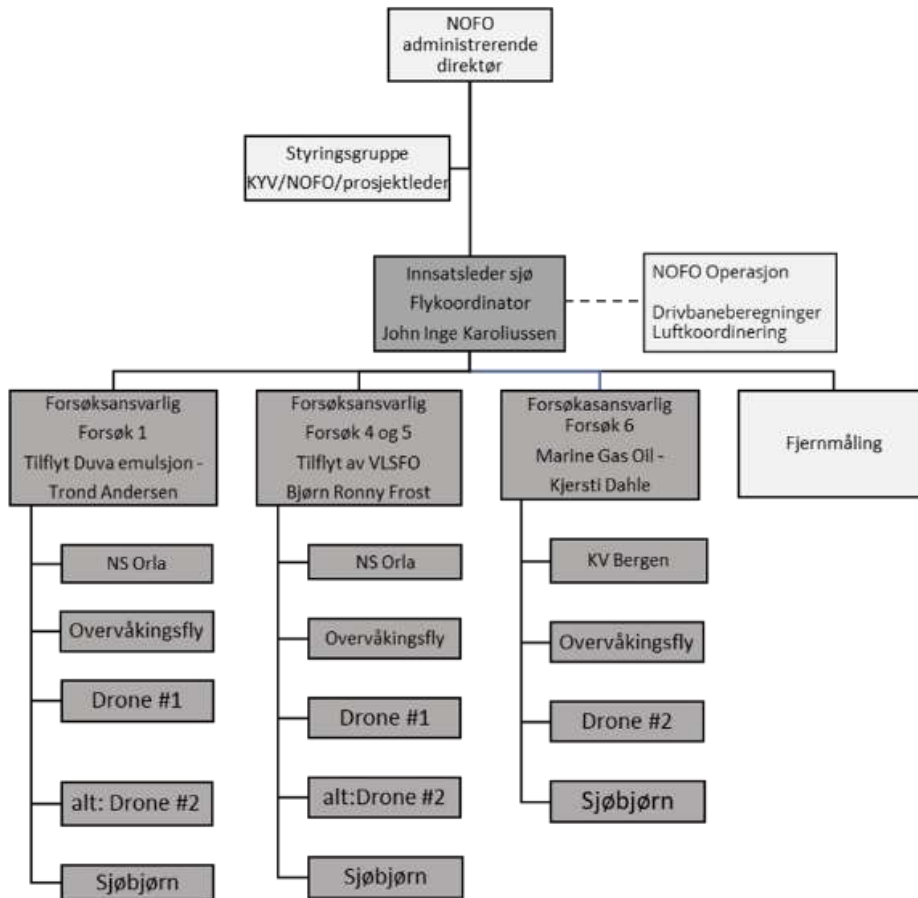 NOFO
administrerende
direktør
Styringsgruppe
KYV/NOFO/prosjektleder
Innsatsleder sjø
Flykoordinator
John Inge Karoliussen
NOFO Operasjon
Drivbaneberegninger
Luftkoordinering
Forsøksansvarlig
Forsøk 1
Tilflyt Duva emulsjon -
Trond Andersen
NS Orla
Overvåkingsfly
Drone #1
alt: Drone #2
Sjøbjørn
Forsøksansvarlig
Forsøk 4 og 5
Tilflyt av VLSFO
Bjørn Ronny Frost
NS Orla
Overvåkingsfly
Drone #1
alt:Drone #2
Sjøbjørn
Forsøkasansvarlig
Forsøk 6
Marine Gas Oil -
Kjersti Dahle
KV Bergen
Overvåkingsfly
Drone #2
Sjøbjørn
Fjernmåling